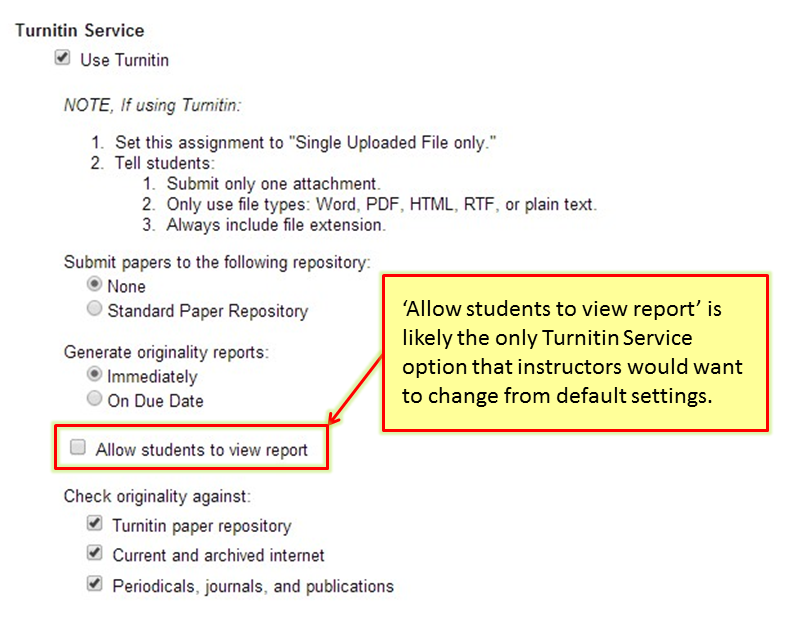 Turnitin Service
Use Turnitin
NOTE, If using Turnitin:
1. Set this assignment to "Single Uploaded File only."
2. Tell students:
1. Submit only one attachment.
2. Only use file types: Word, PDF, HTML, RTF, or plain text.
3. Always include file extension.
Submit papers to the following repository:
None
Standard Paper Repository
Generate originality reports:
Immediately
On Due Date
‘Allow students to view report’ is
likely the only Turnitin Service
option that instructors would want
to change from default settings.
Allow students to view report
Check originality against:
Turnitin paper repository
Current and archived internet
Periodicals, journals, and publications